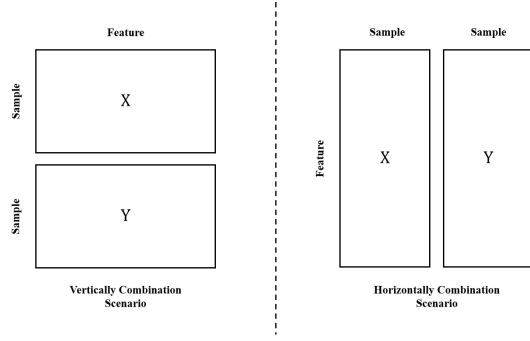 Feature
Sample
X
Sample
Y
Vertically Combination
Scenario
Sample Sample
Feature
X Y
Horizontally Combination
Scenario